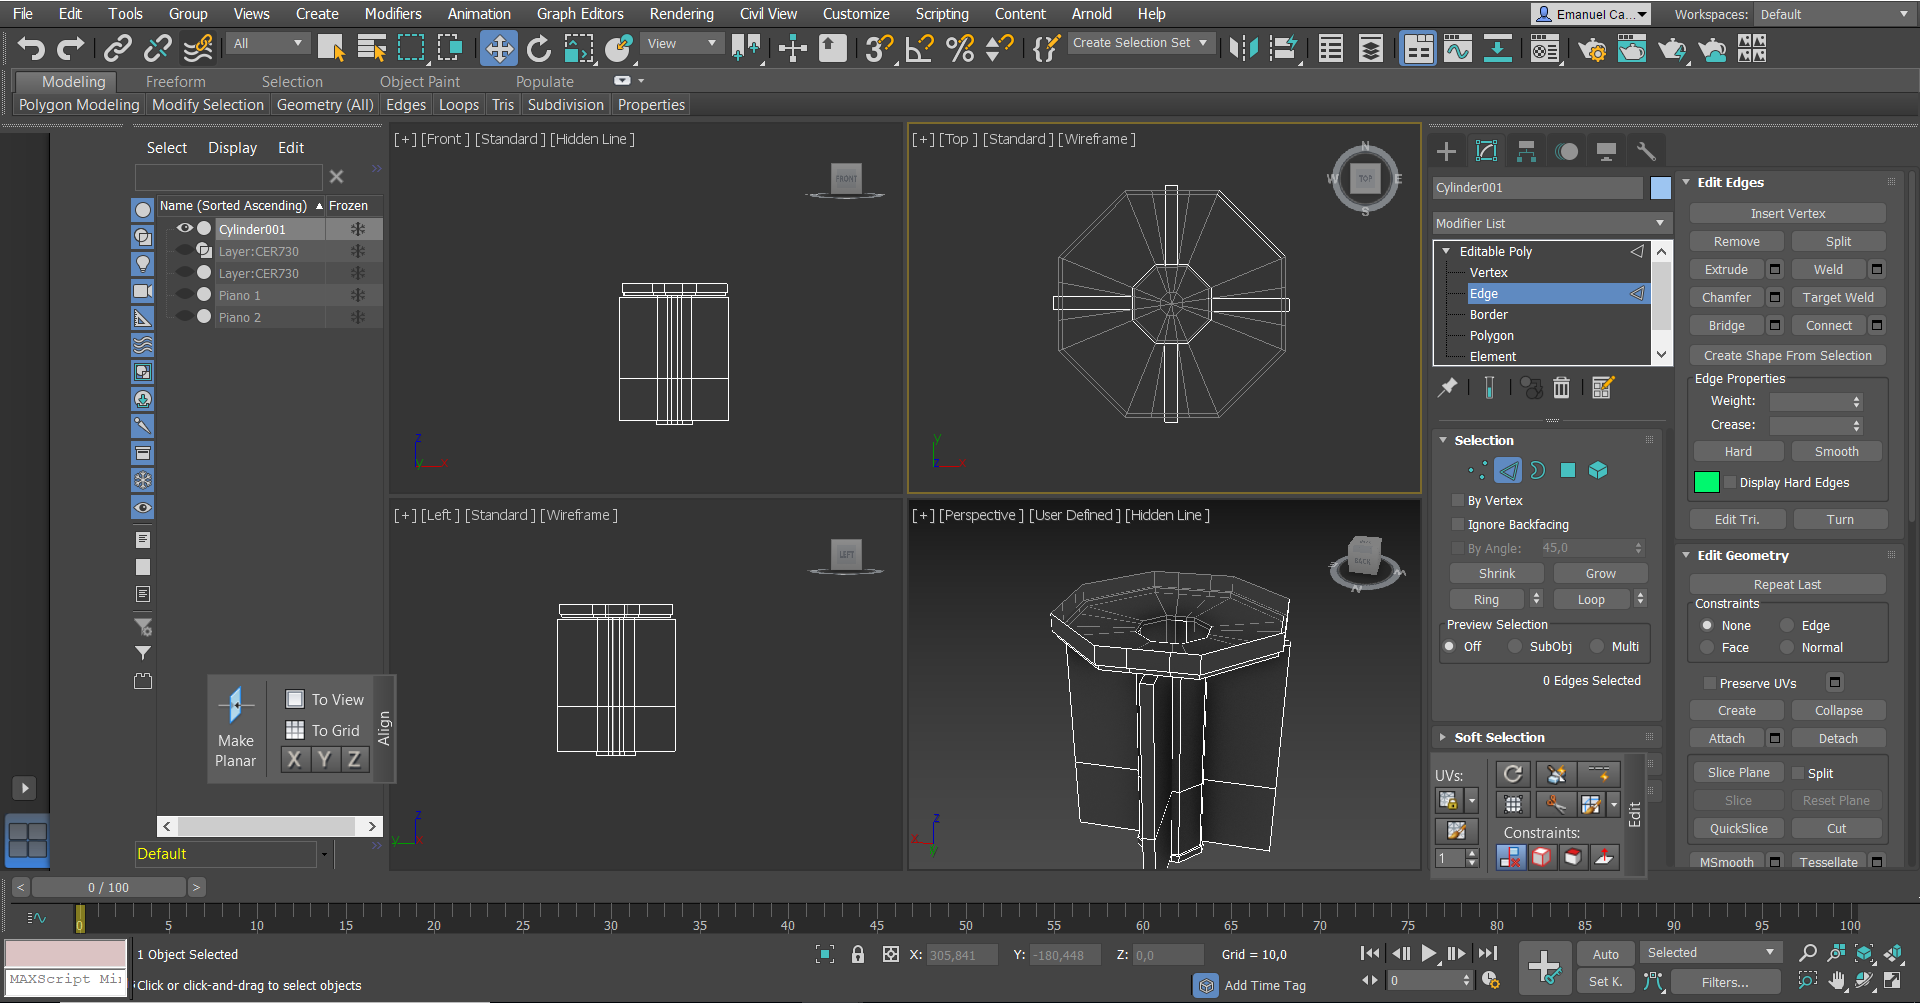 File Edit Tools Group Views Create Modifiers Animation Graph Editors Rendering Civil View Customize Scripting Content Arnold Help Emanuel Ca... Workspaces: Default
All View Create Selection Set
Modeling Freeform Selection Object Paint Populate
Polygon Modeling Modify Selection Geometry (All) Edges Loops Tris Subdivision Properties
Select Display Edit
Name (Sorted Ascending) Frozen
Cylinder001
Layer:CER730
Layer:CER730
Piano 1
Piano 2
Make Planar
To View
To Grid
X Y Z
Align
Default
[+] [Front ] [Standard ] [Hidden Line ]
FRONT
z
y x
[+] [Top ] [Standard ] [Wireframe ]
N
W TOP E
S
y
z x
[+] [Left ] [Standard ] [Wireframe ]
LEFT
z
y x
[+] [Perspective ] [User Defined ] [Hidden Line ]
N
z
x
y
Cylinder001
Modifier List
Editable Poly
Vertex
Edge
Border
Polygon
Element
Selection
By Vertex
Ignore Backfacing
By Angle: 45,0
Shrink Grow
Ring Loop
Preview Selection
Off SubObj Multi
0 Edges Selected
Soft Selection
UVs:
Constraints:
1
Edit
Edit Edges
Insert Vertex
Remove Split
Extrude Weld
Chamfer Target Weld
Bridge Connect
Create Shape From Selection
Edge Properties
Weight:
Crease:
Hard Smooth
Display Hard Edges
Edit Tri. Turn
Edit Geometry
Repeat Last
Constraints
None Edge
Face Normal
Preserve UVs
Create Collapse
Attach Detach
Slice Plane Split
Slice Reset Plane
QuickSlice Cut
MSmooth Tessellate
< 0 / 100 >
0 5 10 15 20 25 30 35 40 45 50 55 60 65 70 75 80 85 90 95 100
1 Object Selected X: 305,841 Y: -180,448 Z: 0,0 Grid = 10,0 Auto Selected
MAXScript Mi
Click or click-and-drag to select objects Add Time Tag 0 Set K. Filters...